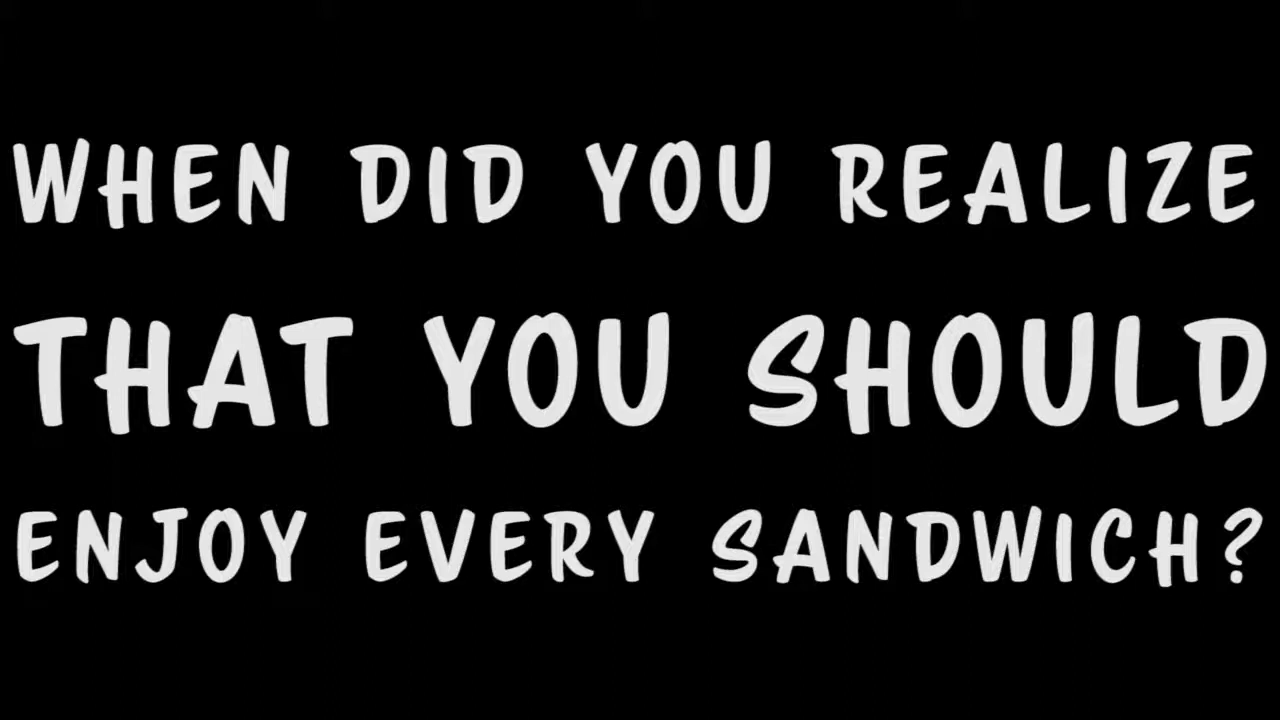 WHEN DID YOU REALIZE
THAT YOU SHOULD
ENJOY EVERY SANDWICH?